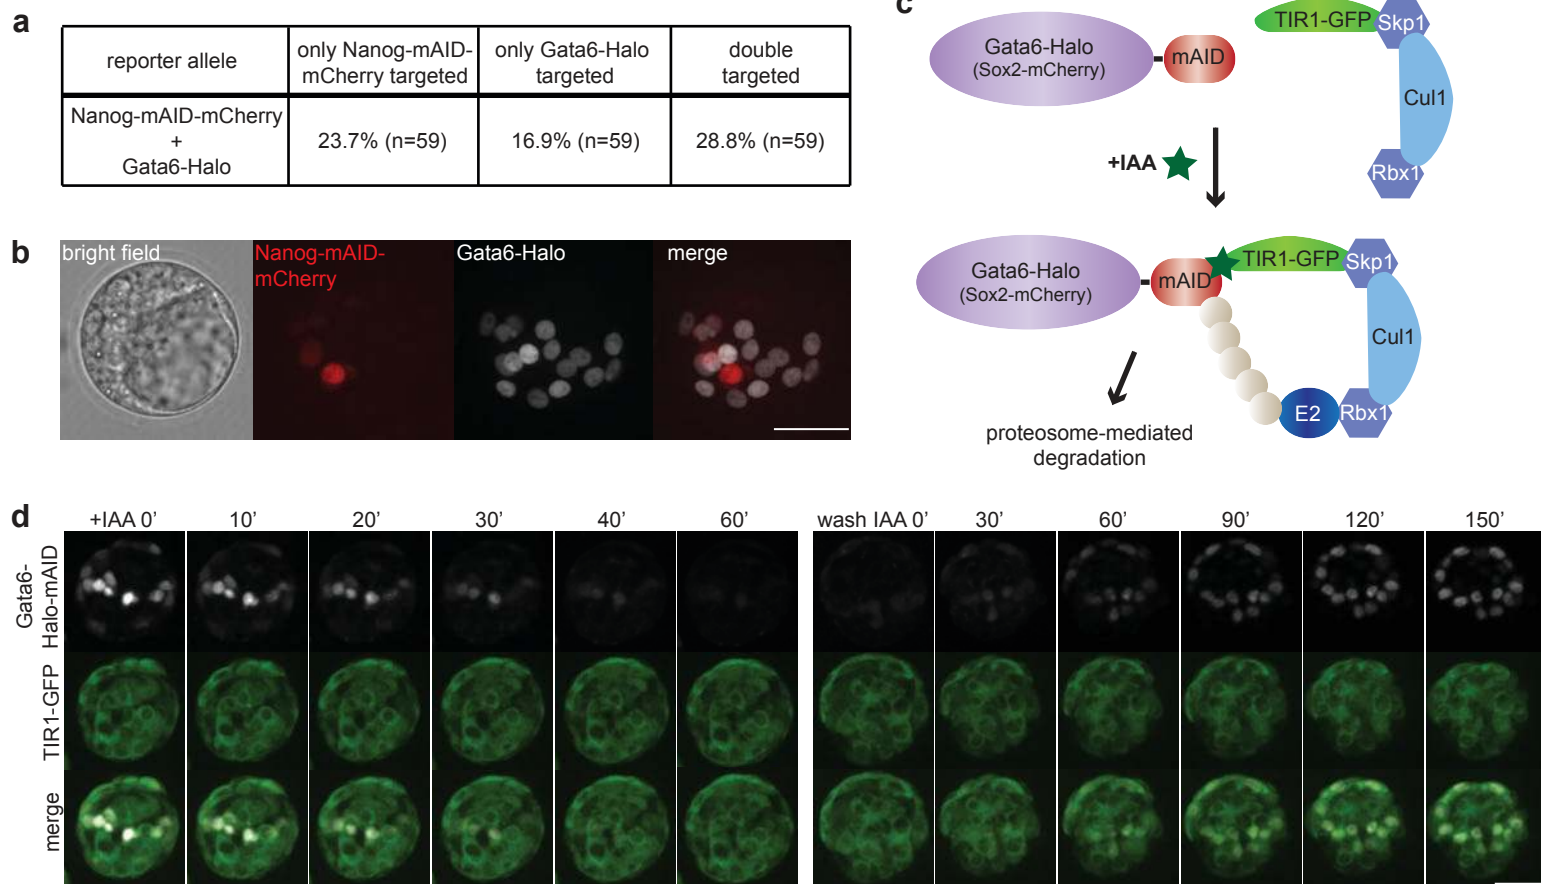 a
reporter allele
only Nanog-mAID-
mCherry targeted
only Gata6-Halo
targeted
double
targeted
Nanog-mAID-mCherry
+
Gata6-Halo
23.7% (n=59)
16.9% (n=59)
28.8% (n=59)
b
bright field
Nanog-mAID-
mCherry
Gata6-Halo
merge
c
Gata6-Halo
(Sox2-mCherry)
mAID
TIR1-GFP
Skp1
Cul1
Rbx1
+IAA
Gata6-Halo
(Sox2-mCherry)
mAID
TIR1-GFP
Skp1
Cul1
E2
Rbx1
proteosome-mediated
degradation
d
+IAA 0’
10’
20’
30’
40’
60’
wash IAA 0’
30’
60’
90’
120’
150’
Gata6-
Halo-mAID
TIR1-GFP
merge